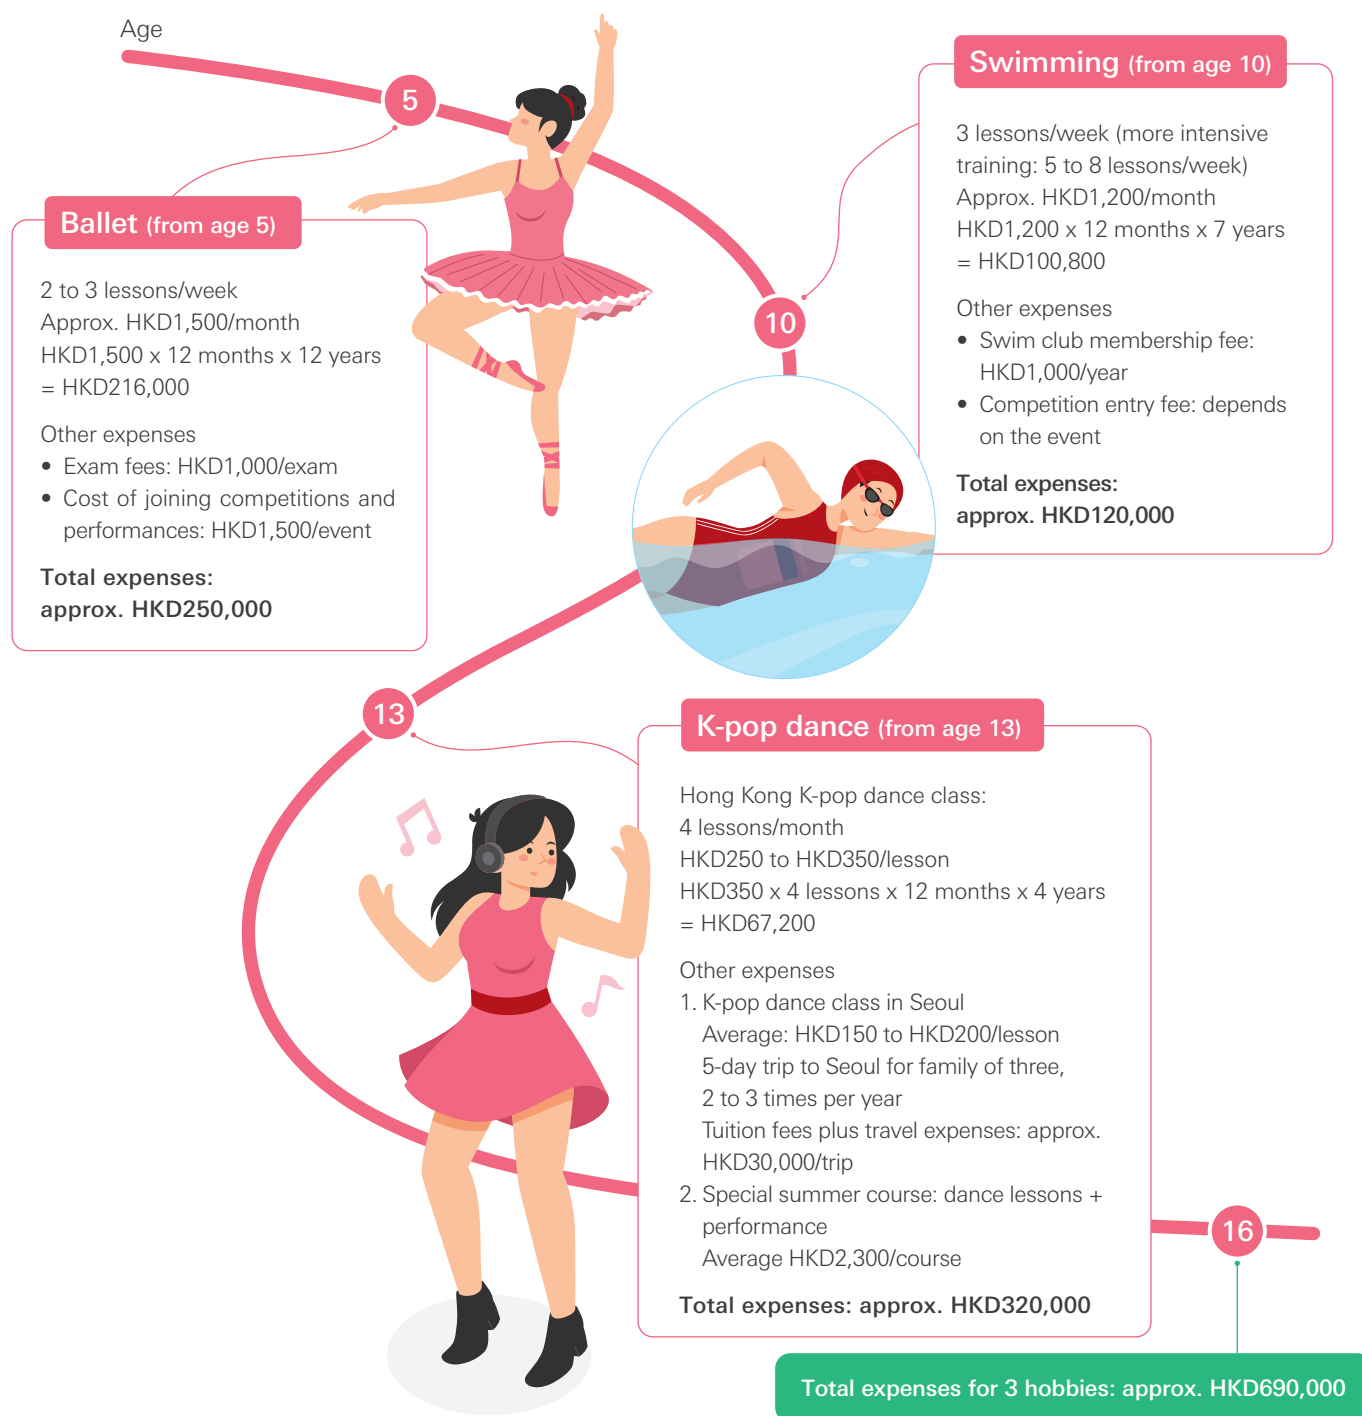 Age
5
Ballet (from age 5)
2 to 3 lessons/week
Approx. HKD1,500/month
HKD1,500 x 12 months x 12 years
= HKD216,000
Other expenses
• Exam fees: HKD1,000/exam
• Cost of joining competitions and
performances: HKD1,500/event
Total expenses:
approx. HKD250,000
10
Swimming (from age 10)
3 lessons/week (more intensive
training: 5 to 8 lessons/week)
Approx. HKD1,200/month
HKD1,200 x 12 months x 7 years
= HKD100,800
Other expenses
• Swim club membership fee:
HKD1,000/year
• Competition entry fee: depends
on the event
Total expenses:
approx. HKD120,000
13
K-pop dance (from age 13)
Hong Kong K-pop dance class:
4 lessons/month
HKD250 to HKD350/lesson
HKD350 x 4 lessons x 12 months x 4 years
= HKD67,200
Other expenses
1. K-pop dance class in Seoul
Average: HKD150 to HKD200/lesson
5-day trip to Seoul for family of three,
2 to 3 times per year
Tuition fees plus travel expenses: approx.
HKD30,000/trip
2. Special summer course: dance lessons +
performance
Average HKD2,300/course
Total expenses: approx. HKD320,000
16
Total expenses for 3 hobbies: approx. HKD690,000